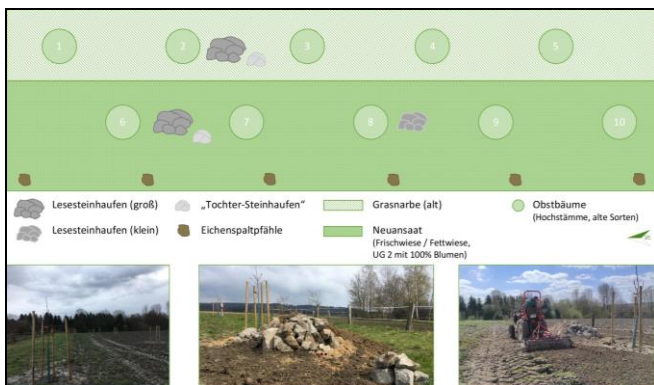 1 2 3 4 5
6 7 8 9 10
Lesesteinhaufen (groß) „Tochter-Steinhaufen“ Grasnarbe (alt) Obstbäume
(Hochstämme, alte Sorten)
Lesesteinhaufen (klein) Eichenspaltpfähle Neuansaat
(Frischwiese / Fettwiese,
UG 2 mit 100% Blumen)